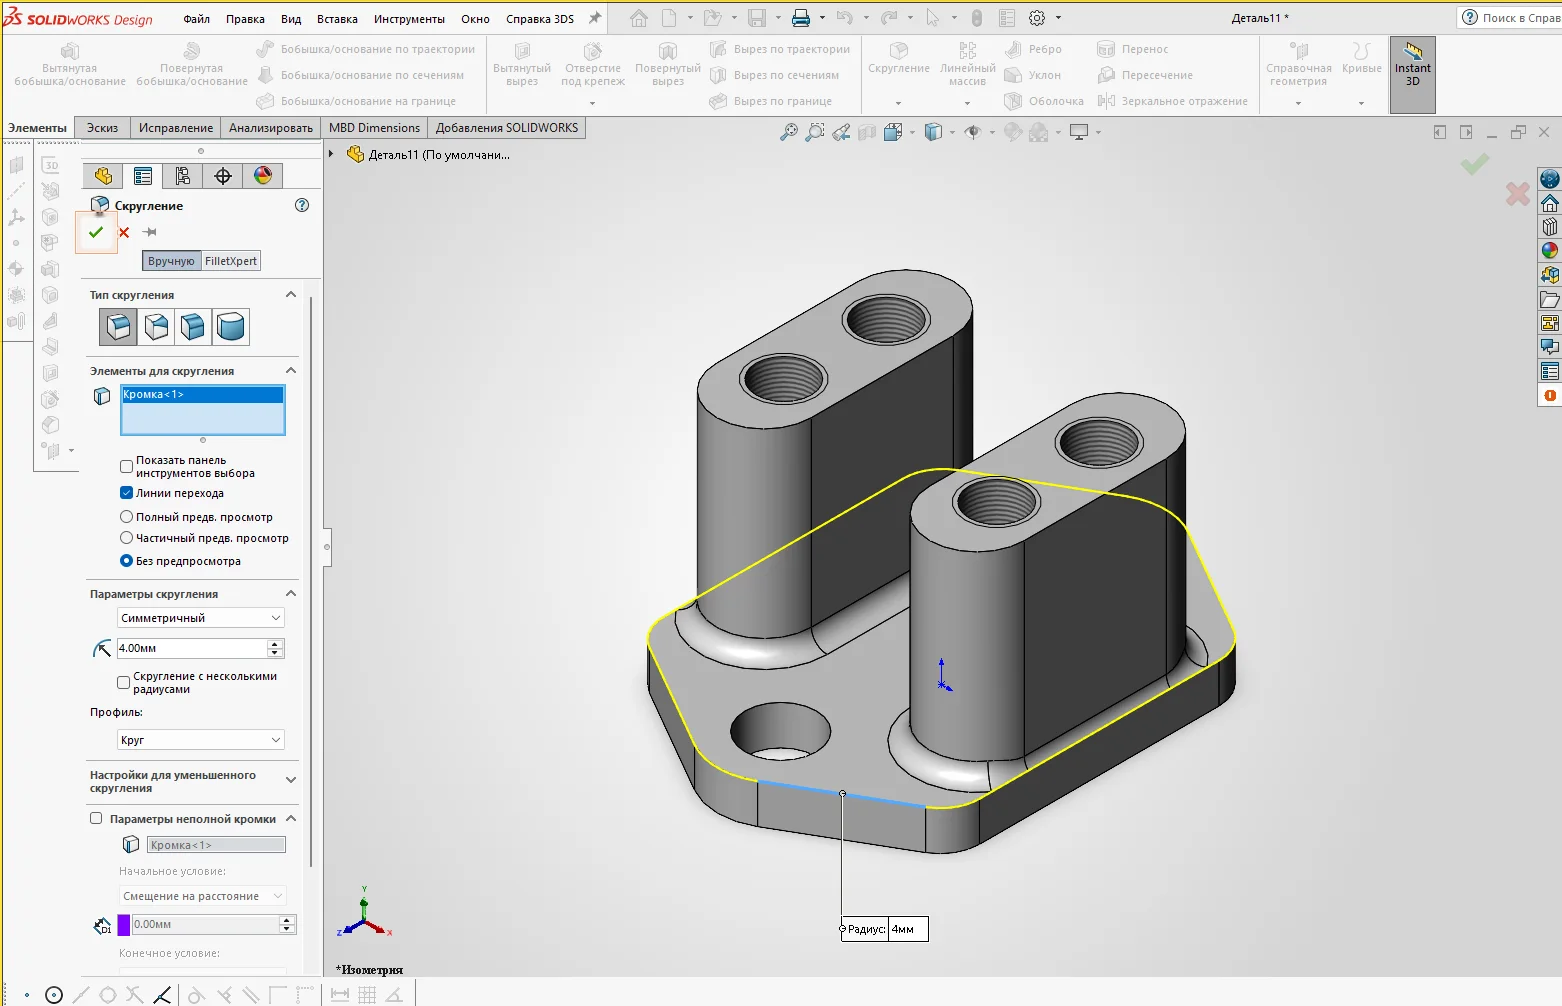 SOLIDWORKS Design
Файл Правка Вид Вставка Инструменты Окно Справка 3DS
Деталь11 *
Поиск в Справ
Вытянутая бобышка/основание
Повернутая бобышка/основание
Бобышка/основание по траектории
Бобышка/основание по сечениям
Бобышка/основание на границе
Вытянутый вырез
Отверстие под крепеж
Повернутый вырез
Вырез по траектории
Вырез по сечениям
Вырез по границе
Скругление
Линейный массив
Ребро
Уклон
Оболочка
Перенос
Пересечение
Зеркальное отражение
Справочная геометрия
Кривые
Instant 3D
Элементы Эскиз Исправление Анализировать MBD Dimensions Добавления SOLIDWORKS
Деталь11 (По умолчани...
Скругление
Вручную FilletXpert
Тип скругления
Элементы для скругления
Кромка<1>
Показать панель
инструментов выбора
Линии перехода
Полный предв. просмотр
Частичный предв. просмотр
Без предпросмотра
Параметры скругления
Симметричный
4.00мм
Скругление с несколькими
радиусами
Профиль:
Круг
Настройки для уменьшенного
скругления
Параметры неполной кромки
Кромка<1>
Начальное условие:
Смещение на расстояние
D1
0.00мм
Конечное условие:
Радиус: 4мм
Y
Z
X
*Изометрия
3D